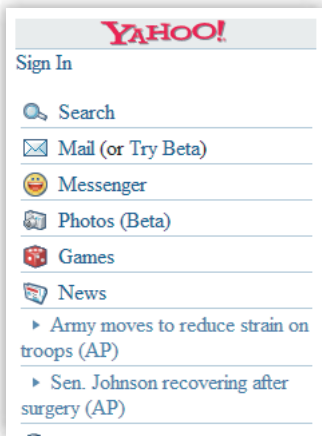 YAHOO!
Sign In
Search
Mail (or Try Beta)
Messenger
Photos (Beta)
Games
News
Army moves to reduce strain on
troops (AP)
Sen. Johnson recovering after
surgery (AP)